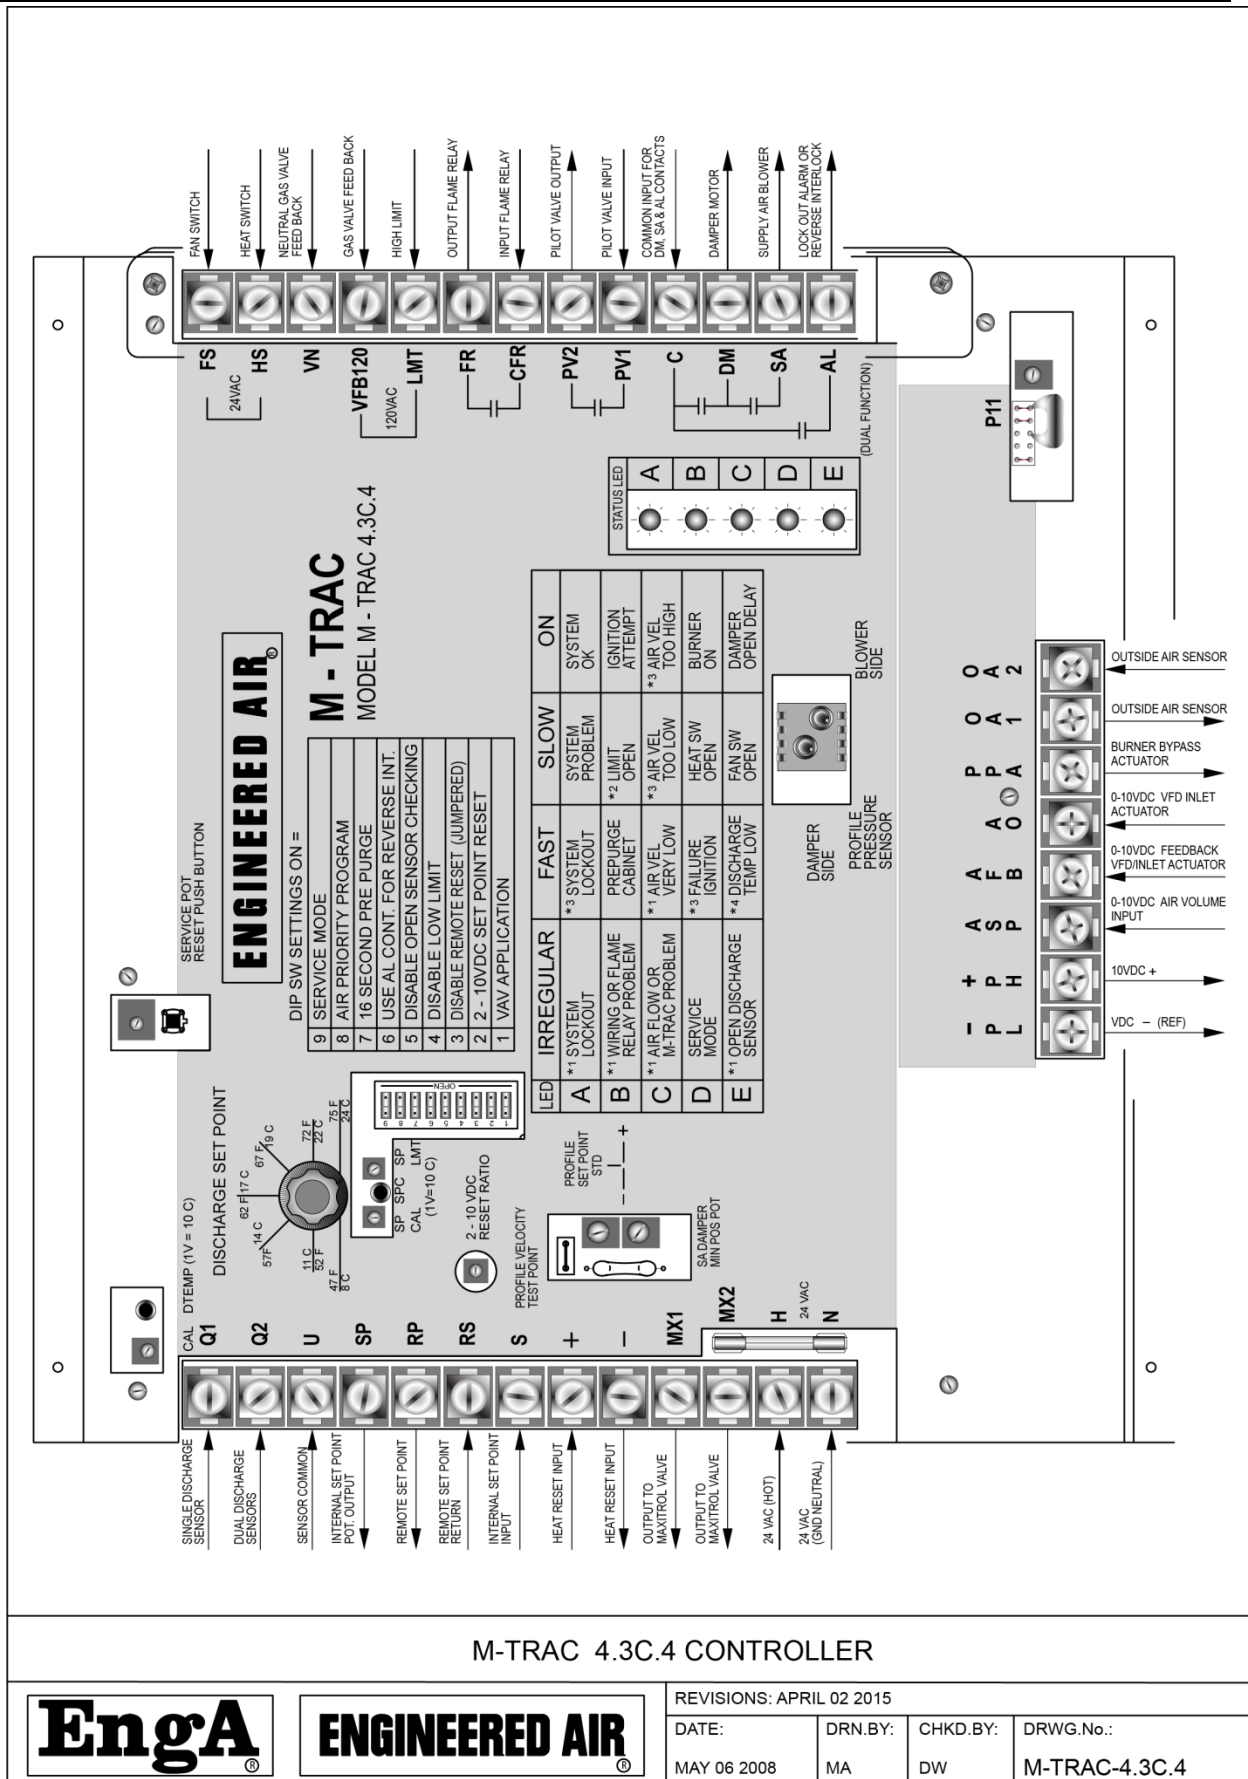 FAN SWITCH
HEAT SWITCH
NEUTRAL GAS VALVE
FEED BACK
GAS VALVE FEED BACK
HIGH LIMIT
OUTPUT FLAME RELAY
INPUT FLAME RELAY
PILOT VALVE OUTPUT
PILOT VALVE INPUT
COMMON INPUT FOR
DM, SA & AL CONTACTS
DAMPER MOTOR
SUPPLY AIR BLOWER
LOCK OUT ALARM OR
REVERSE INTERLOCK
FS
HS
VN
VFB120
LMT
FR
CFR
PV2
PV1
C
DM
SA
AL
24VAC
120VAC
(DUAL FUNCTION)
P11
STATUS LED
A
B
C
D
E
SERVICE POT
RESET PUSH BUTTON
ENGINEERED AIR ®
M - TRAC
MODEL M - TRAC 4.3C.4
DIP SW SETTINGS ON =
9 SERVICE MODE
8 AIR PRIORITY PROGRAM
7 16 SECOND PRE PURGE
6 USE AL CONT. FOR REVERSE INT.
5 DISABLE OPEN SENSOR CHECKING
4 DISABLE LOW LIMIT
3 DISABLE REMOTE RESET (JUMPERED)
2 2 - 10VDC SET POINT RESET
1 VAV APPLICATION
LED IRREGULAR FAST SLOW ON
A *1 SYSTEM LOCKOUT *3 SYSTEM LOCKOUT SYSTEM PROBLEM SYSTEM OK
B *1 WIRING OR FLAME RELAY PROBLEM PREPURGE CABINET *2 LIMIT OPEN IGNITION ATTEMPT
C *1 AIR FLOW OR M-TRAC PROBLEM *1 AIR VEL VERY LOW *3 AIR VEL TOO LOW *3 AIR VEL TOO HIGH
D SERVICE MODE *3 FAILURE IGNITION HEAT SW OPEN BURNER ON
E *1 OPEN DISCHARGE SENSOR *4 DISCHARGE TEMP LOW FAN SW OPEN DAMPER OPEN DELAY
DAMPER
SIDE
PROFILE
PRESSURE
SENSOR
BLOWER
SIDE
DISCHARGE SET POINT
47 F
8 C
11 C
52 F
57F
14 C
62 F
17 C
67 F
19 C
72 F
22 C
75 F
24 C
OPEN
9
8
7
6
5
4
3
2
1
SP SPC SP
CAL LMT
(1V=10 C)
2 - 10 VDC
RESET RATIO
PROFILE VELOCITY
TEST POINT
PROFILE
SET POINT
STD
- +
SA DAMPER
MIN POS POT
CAL DTEMP (1V = 10 C)
Q1
Q2
U
SP
RP
RS
S
+
-
MX1
MX2
H
24 VAC
N
SINGLE DISCHARGE
SENSOR
DUAL DISCHARGE
SENSORS
SENSOR COMMON
INTERNAL SET POINT
POT. OUTPUT
REMOTE SET POINT
REMOTE SET POINT
RETURN
INTERNAL SET POINT
INPUT
HEAT RESET INPUT
HEAT RESET INPUT
OUTPUT TO
MAXITROL VALVE
OUTPUT TO
MAXITROL VALVE
24 VAC (HOT)
24 VAC
(GND NEUTRAL)
O A 2
O A 1
P P A
A O
A F B
A S P
+ P H
- P L
OUTSIDE AIR SENSOR
OUTSIDE AIR SENSOR
BURNER BYPASS
ACTUATOR
0-10VDC VFD INLET
ACTUATOR
0-10VDC FEEDBACK
VFD/INLET ACTUATOR
0-10VDC AIR VOLUME
INPUT
10VDC +
VDC - (REF)
M-TRAC 4.3C.4 CONTROLLER
EngA ®
ENGINEERED AIR ®
REVISIONS: APRIL 02 2015
DATE: DRN.BY: CHKD.BY: DRWG.No.:
MAY 06 2008 MA DW M-TRAC-4.3C.4